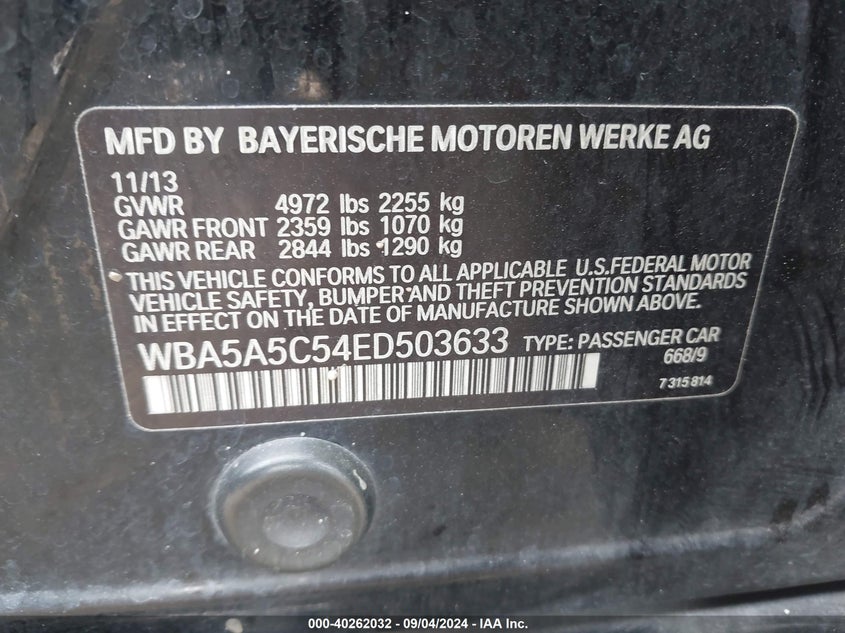 MFD BY BAYERISCHE MOTOREN WERKE AG
11/13
GVWR 4972 lbs 2255 kg
GAWR FRONT 2359 lbs 1070 kg
GAWR REAR 2844 lbs 1290 kg
THIS VEHICLE CONFORMS TO ALL APPLICABLE U.S.FEDERAL MOTOR
VEHICLE SAFETY, BUMPER AND THEFT PREVENTION STANDARDS
IN EFFECT ON THE DATE OF MANUFACTURE SHOWN ABOVE.
WBA5A5C54ED503633 TYPE: PASSENGER CAR
668/9
7 315 814
000-40262032 - 09/04/2024 - IAA Inc.